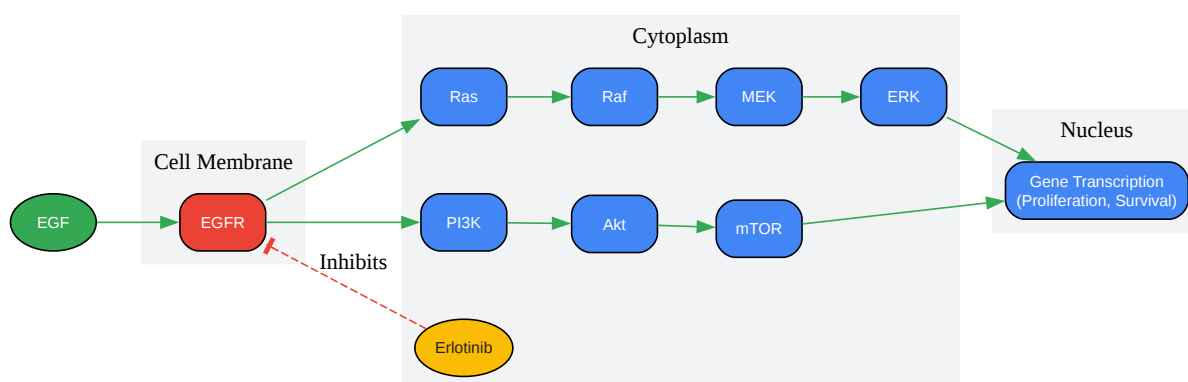 Cytoplasm
Ras
Raf
MEK
ERK
Nucleus
Cell Membrane
Gene Transcription
(Proliferation, Survival)
EGF
EGFR
PI3K
Akt
mTOR
Inhibits
Erlotinib